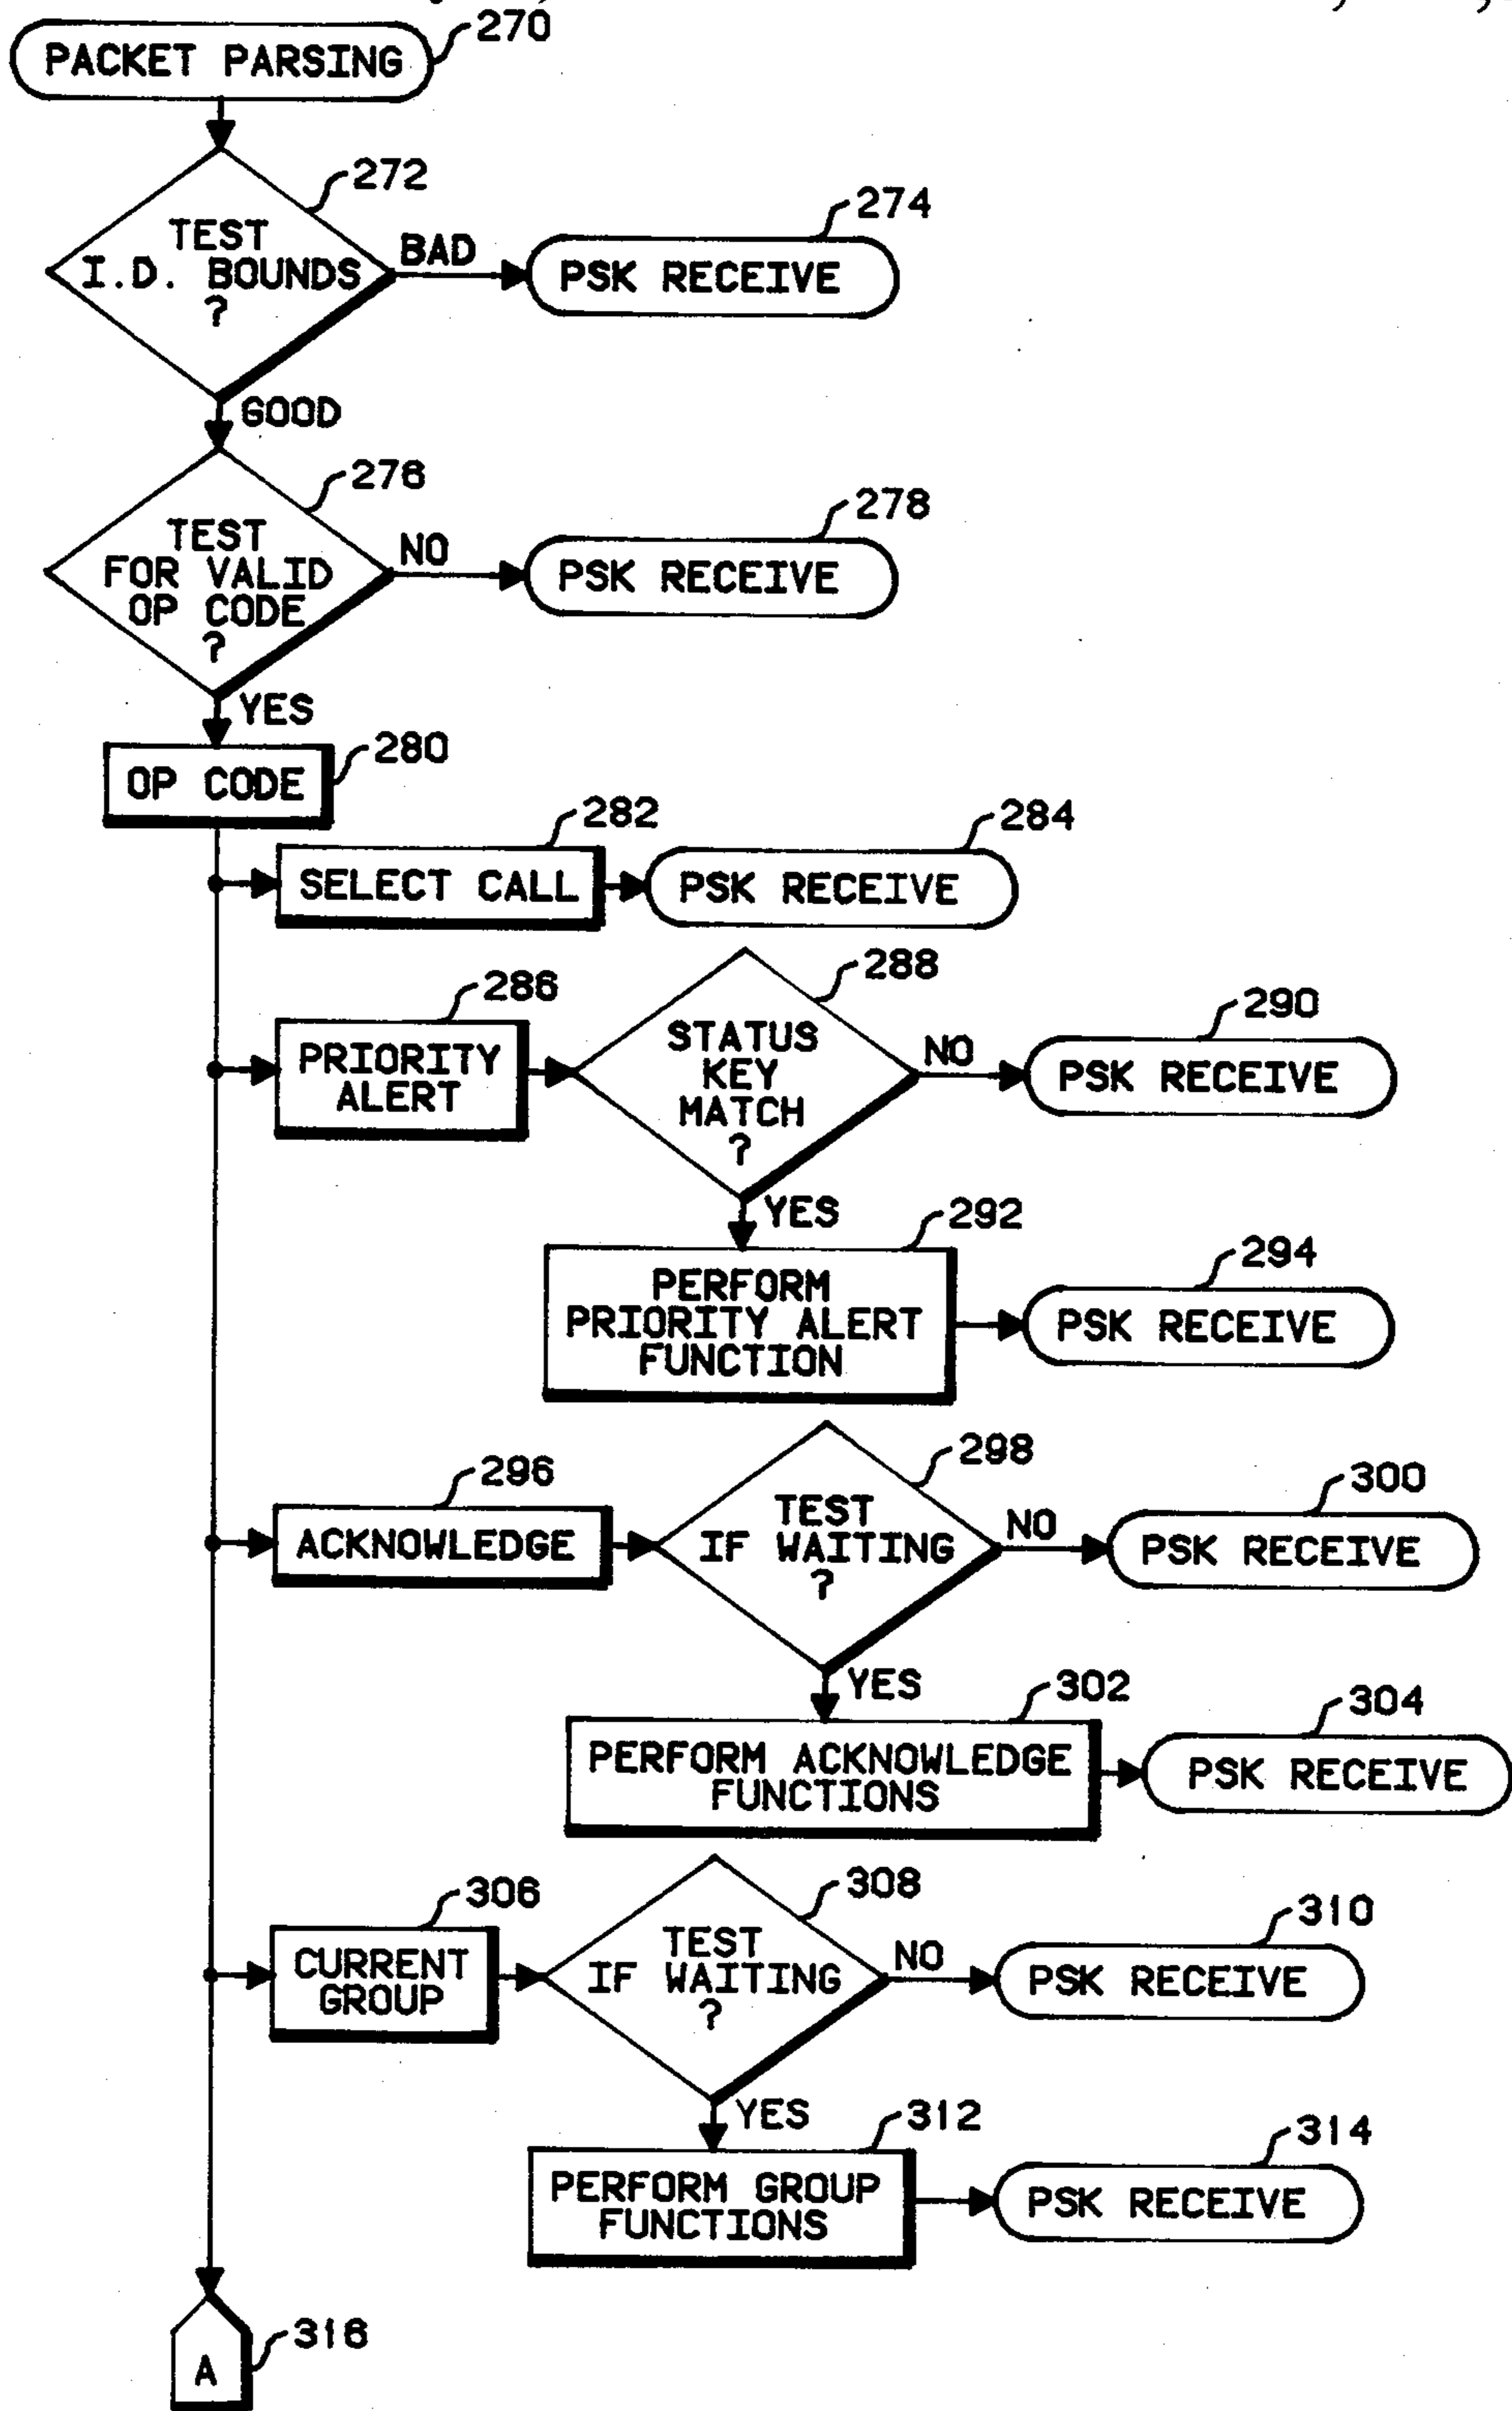 270
PACKET PARSING
272
TEST
I.D. BOUNDS
?
BAD
274
PSK RECEIVE
GOOD
276
TEST
FOR VALID
OP CODE
?
NO
278
PSK RECEIVE
YES
280
OP CODE
282
SELECT CALL
284
PSK RECEIVE
286
PRIORITY
ALERT
288
STATUS
KEY
MATCH
?
NO
290
PSK RECEIVE
YES
292
PERFORM
PRIORITY ALERT
FUNCTION
294
PSK RECEIVE
296
ACKNOWLEDGE
298
TEST
IF WAITING
?
NO
300
PSK RECEIVE
YES
302
PERFORM ACKNOWLEDGE
FUNCTIONS
304
PSK RECEIVE
306
CURRENT
GROUP
308
TEST
IF WAITING
?
NO
310
PSK RECEIVE
YES
312
PERFORM GROUP
FUNCTIONS
314
PSK RECEIVE
A
316